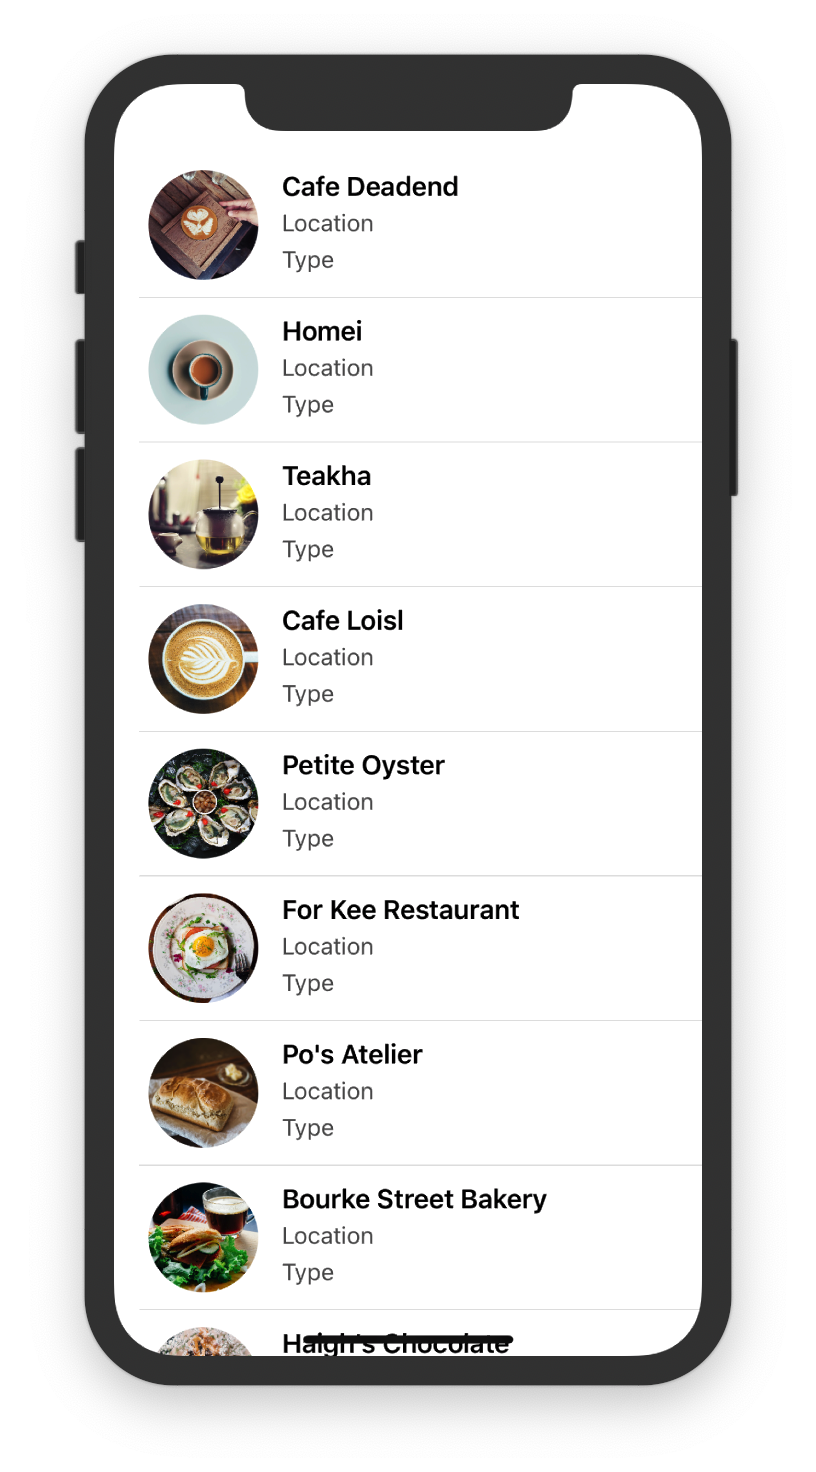 Cafe Deadend
Location
Type
Homei
Location
Type
Teakha
Location
Type
Cafe Loisl
Location
Type
Petite Oyster
Location
Type
For Kee Restaurant
Location
Type
Po's Atelier
Location
Type
Bourke Street Bakery
Location
Type
Haigh's Chocolate